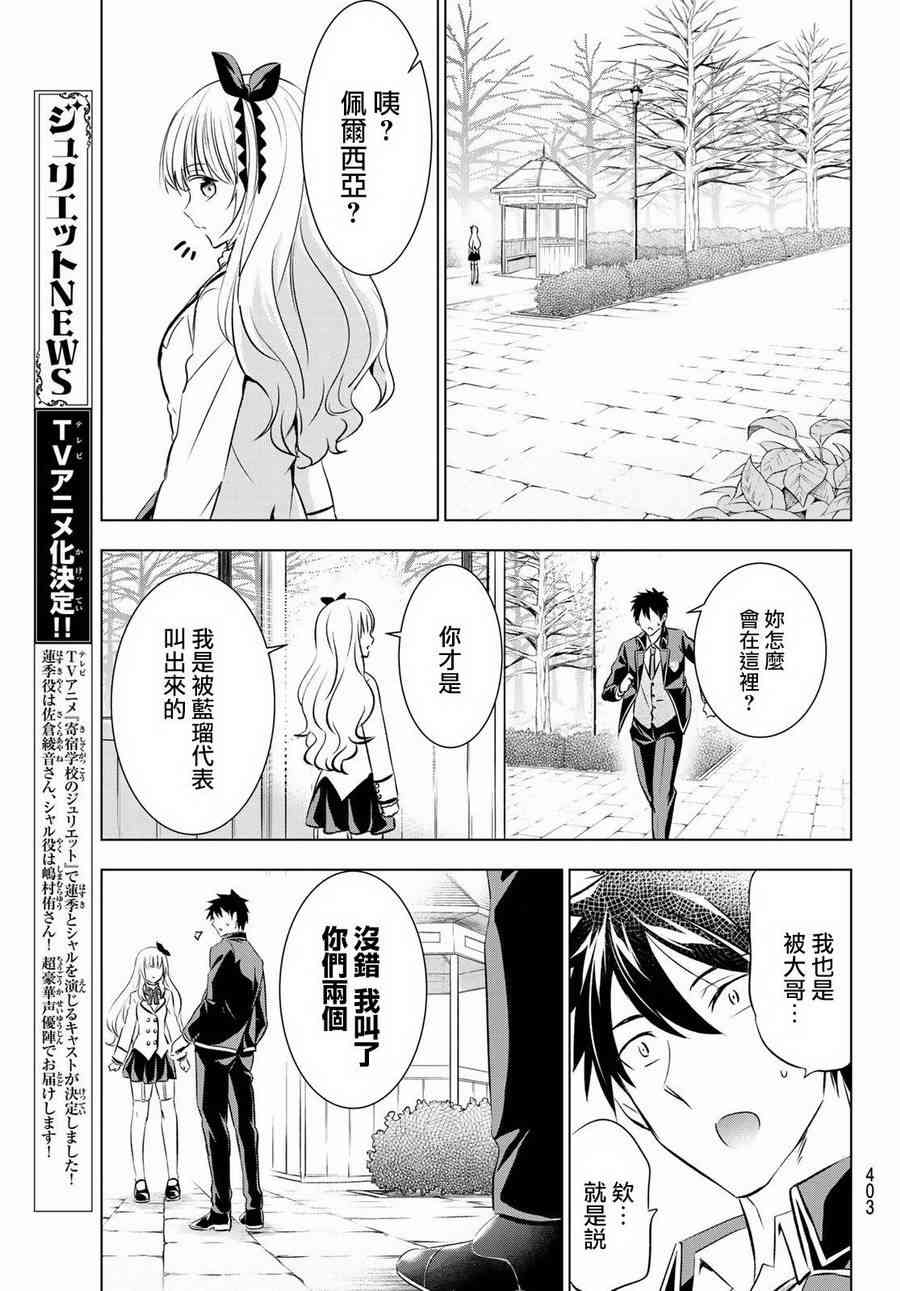 咦？
佩爾西亞？
妳怎麼
會在這裡？
你才是
我是被藍瑠代表
叫出來的
我也是
被大哥…
欸…
就是說
沒錯 我叫了
你們兩個
403
ジュリエットNEWS
TVアニメ化決定!!
TVアニメ『寄宿学校のジュリエット』で蓮季とシャルを演じるキャストが決定しました！
蓮季役は佐倉綾音さん、シャル役は嶋村侑さん！ 超豪華声優陣でお届けします！